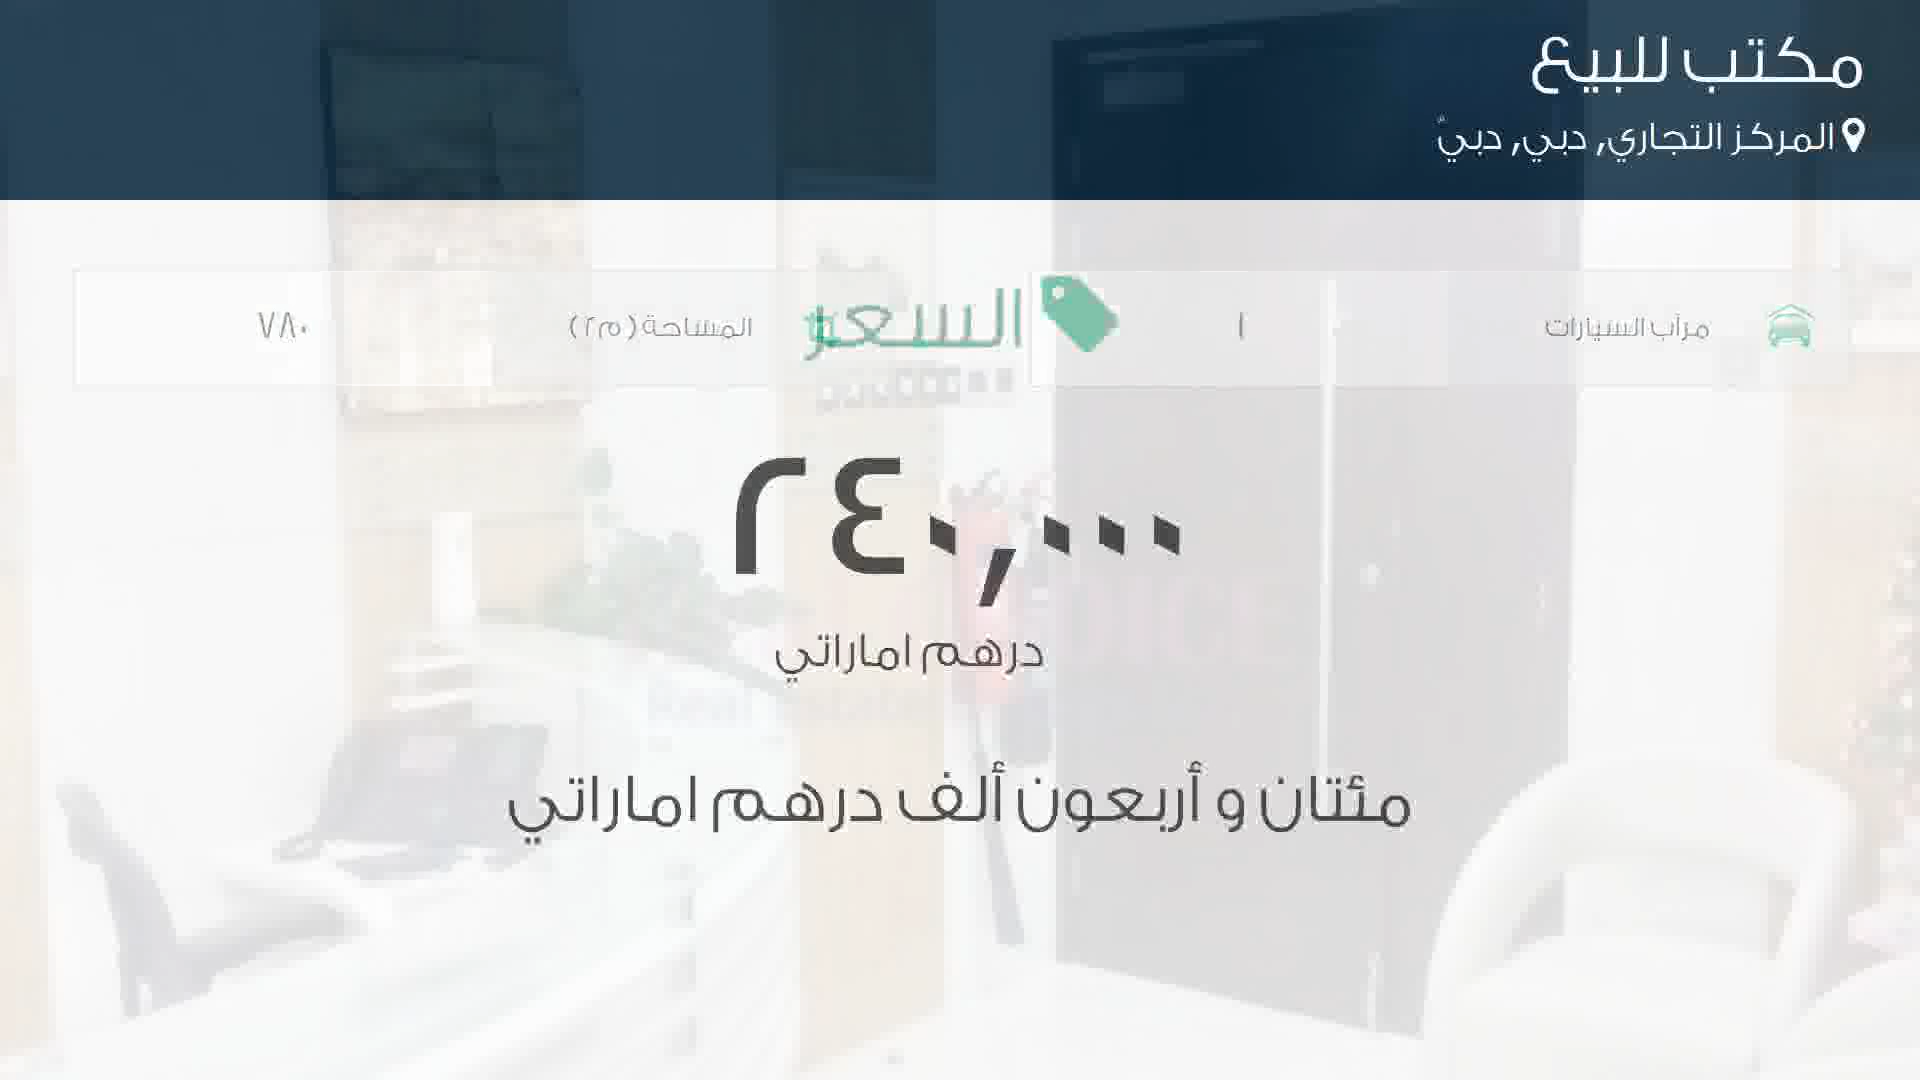 مكتب للبيع
المركز التجاري, دبي, دبيّ
مرآب السيارات
١
المساحة (م٢)
٧٨٠
السعر
٢٤٠,٠٠٠
درهم اماراتي
مئتان و أربعون ألف درهم اماراتي